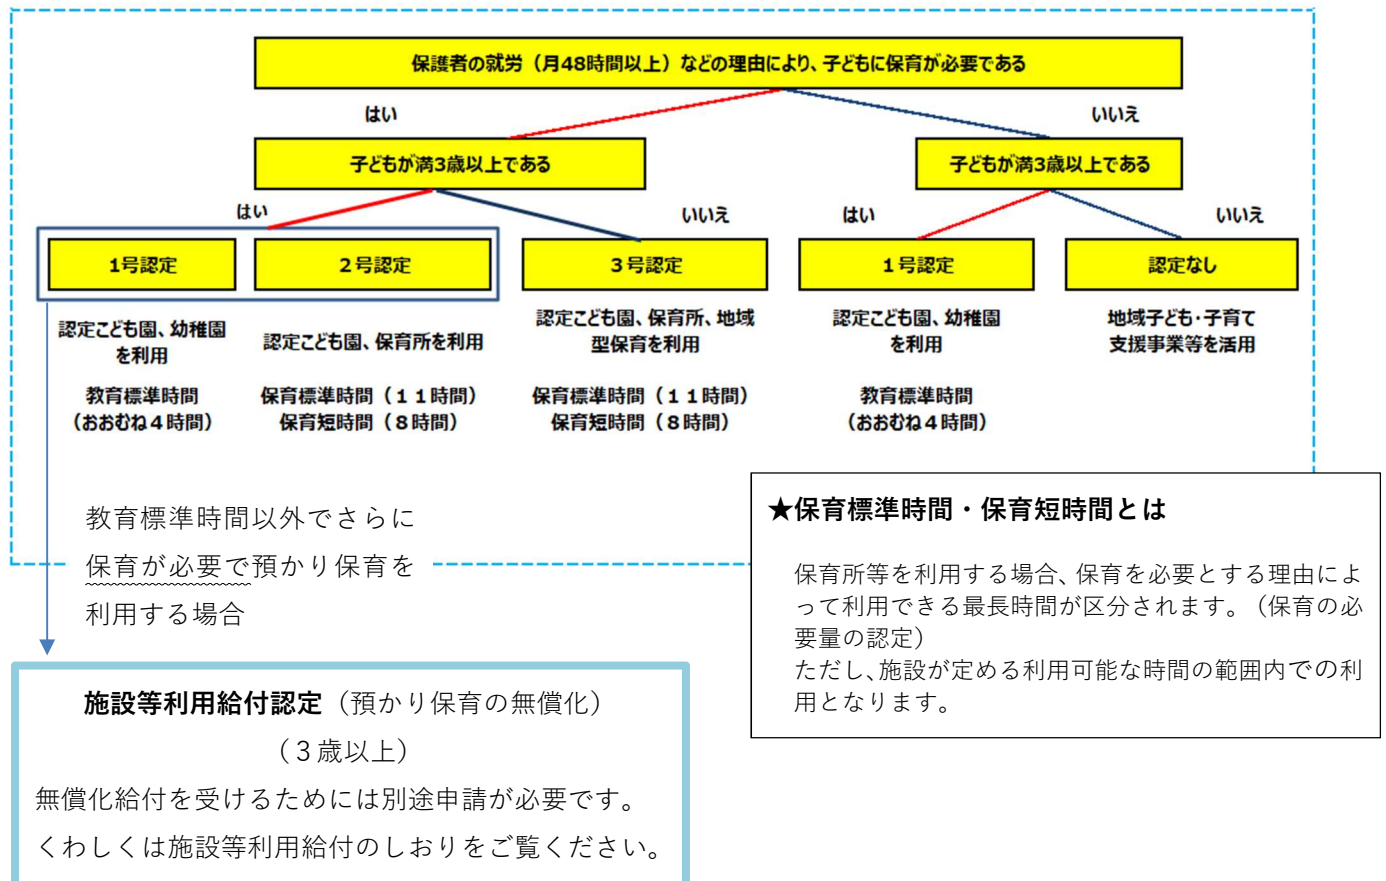 保護者の就労（月48時間以上）などの理由により、子どもに保育が必要である
はい
いいえ
子どもが満3歳以上である
子どもが満3歳以上である
はい
いいえ
はい
いいえ
1号認定
２号認定
３号認定
１号認定
認定なし
認定こども園、幼稚園
を利用
認定こども園、保育所を利用
認定こども園、保育所、地域
型保育を利用
認定こども園、幼稚園
を利用
地域子ども・子育て
支援事業等を活用
教育標準時間
（おおむね４時間）
保育標準時間（１１時間）
保育短時間（８時間）
保育標準時間（１１時間）
保育短時間（８時間）
教育標準時間
（おおむね４時間）
教育標準時間以外でさらに
保育が必要で預かり保育を
利用する場合
★保育標準時間・保育短時間とは
保育所等を利用する場合、保育を必要とする理由によ
って利用できる最長時間が区分されます。（保育の必
要量の認定）
ただし、施設が定める利用可能な時間の範囲内での利
用となります。
施設等利用給付認定（預かり保育の無償化）
（３歳以上）
無償化給付を受けるためには別途申請が必要です。
くわしくは施設等利用給付のしおりをご覧ください。